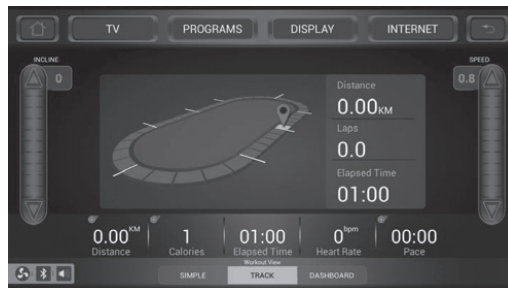 TV PROGRAMS DISPLAY INTERNET
INCLINE
0
SPEED
0.8
Distance
0.00KM
Laps
0.0
Elapsed Time
01:00
0.00KM 1 01:00 0bpm 00:00
Distance Calories Elapsed Time Heart Rate Pace
Workout View
SIMPLE TRACK DASHBOARD